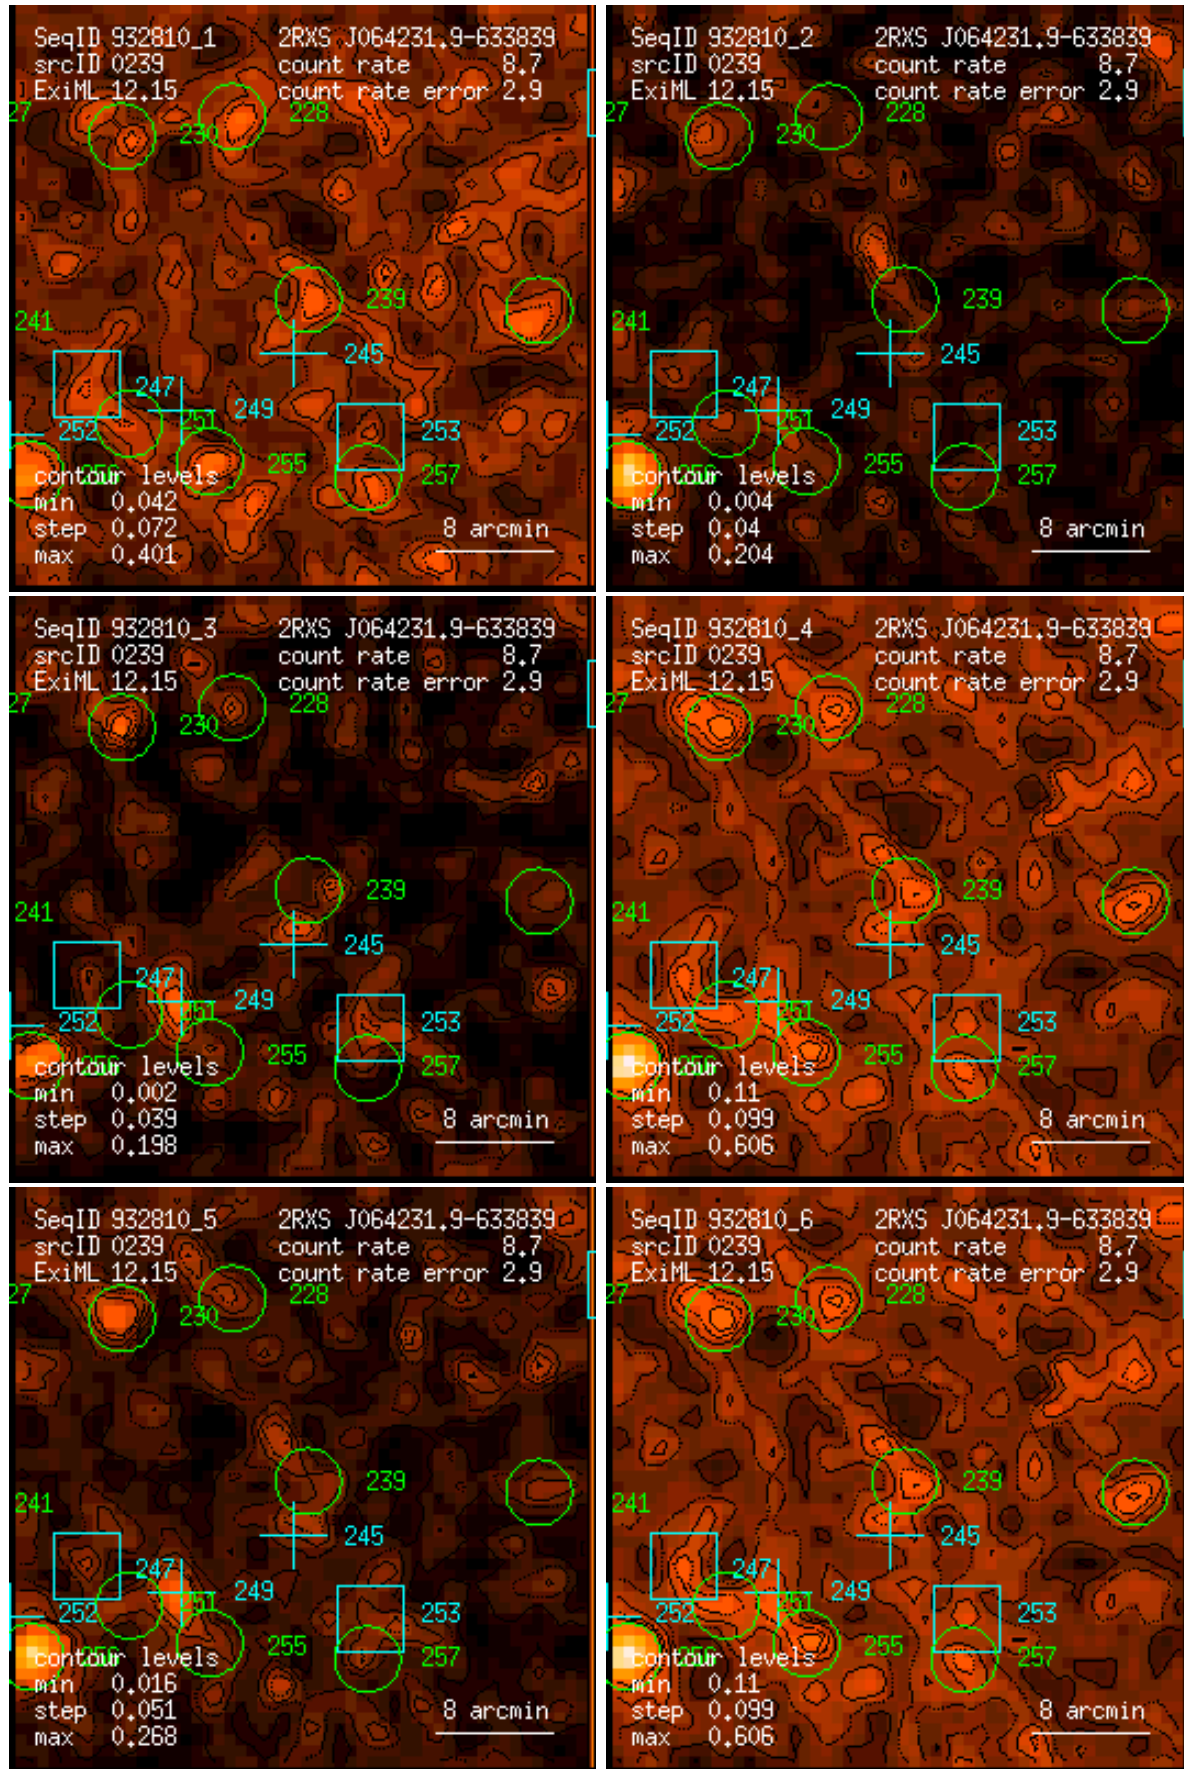 SeqID 932810_1 2RXS J064231.9-633839
srcID 0239 count rate 8.7
ExiML 12.15 count rate error 2.9
27 230 228
239
241
245
247
251 249
252 253
255
257
contour levels
min 0.042
step 0.072 8 arcmin
max 0.401
SeqID 932810_2 2RXS J064231.9-633839
srcID 0239 count rate 8.7
ExiML 12.15 count rate error 2.9
27 230 228
239
241
245
247
251 249
252 253
255
257
contour levels
min 0.004
step 0.04 8 arcmin
max 0.204
SeqID 932810_3 2RXS J064231.9-633839
srcID 0239 count rate 8.7
ExiML 12.15 count rate error 2.9
27 230 228
239
241
245
247
251 249
252 253
255
257
contour levels
min 0.002
step 0.039 8 arcmin
max 0.198
SeqID 932810_4 2RXS J064231.9-633839
srcID 0239 count rate 8.7
ExiML 12.15 count rate error 2.9
27 230 228
239
241
245
247
251 249
252 253
255
257
contour levels
min 0.11
step 0.099 8 arcmin
max 0.606
SeqID 932810_5 2RXS J064231.9-633839
srcID 0239 count rate 8.7
ExiML 12.15 count rate error 2.9
27 230 228
239
241
245
247
251 249
252 253
255
257
contour levels
min 0.016
step 0.051 8 arcmin
max 0.268
SeqID 932810_6 2RXS J064231.9-633839
srcID 0239 count rate 8.7
ExiML 12.15 count rate error 2.9
27 230 228
239
241
245
247
251 249
252 253
255
257
contour levels
min 0.11
step 0.099 8 arcmin
max 0.606